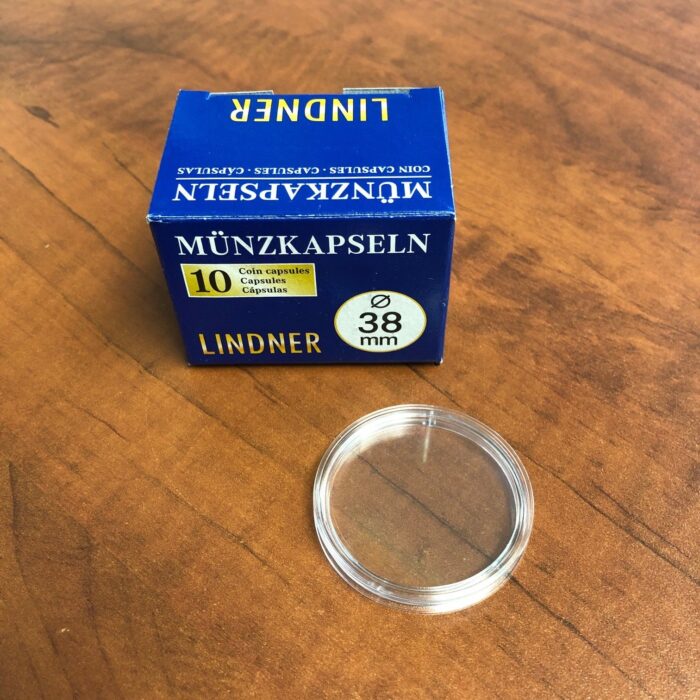 LINDNER
COIN CAPSULES · CAPSULES · CÁPSULAS
MÜNZKAPSELN
MÜNZKAPSELN
10 Coin capsules
Capsules
Cápsulas
LINDNER
Ø
38
mm